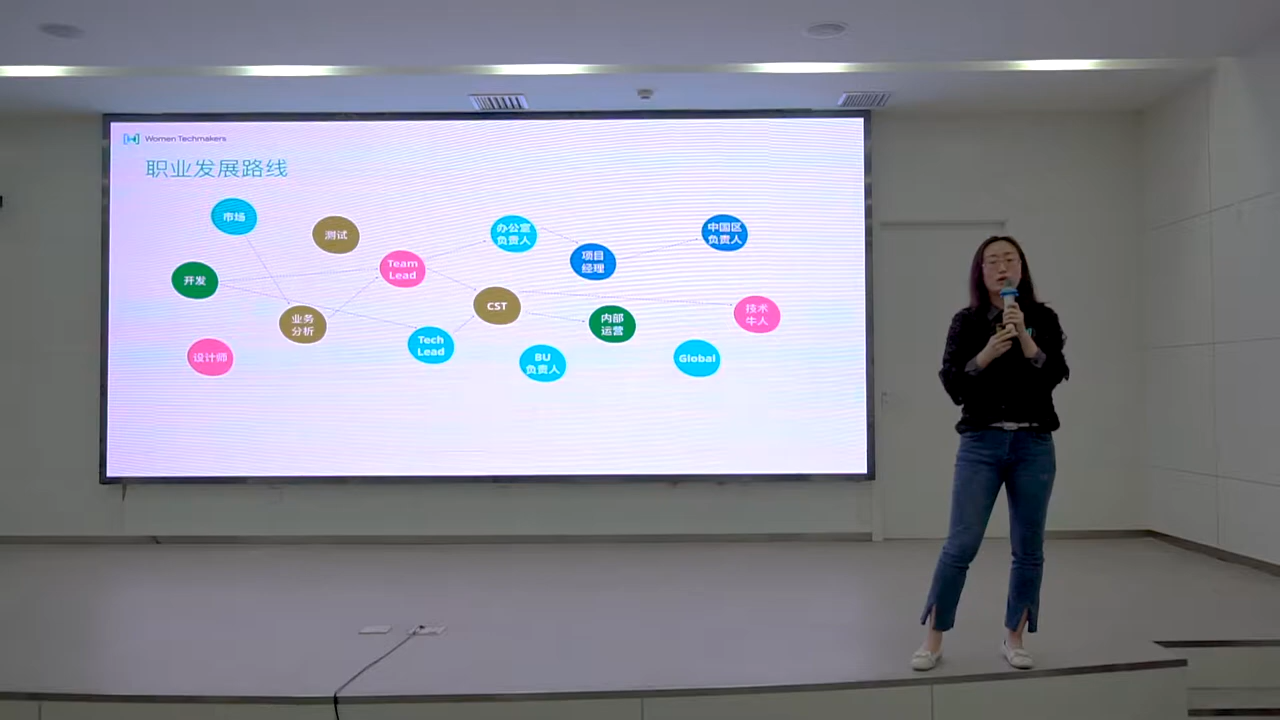 Women Techmakers
职业发展路线
市场
测试
办公室
负责人
中国区
负责人
开发
Team
Lead
项目
经理
业务
分析
CST
内部
运营
技术
牛人
设计师
Tech
Lead
BU
负责人
Global